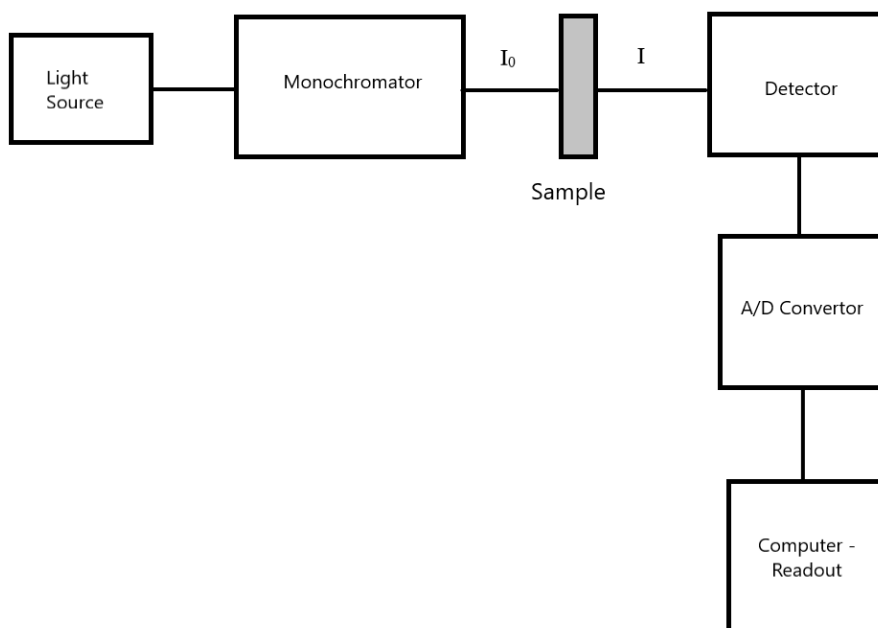 Light
Source
Monochromator
I₀
Sample
I
Detector
A/D Convertor
Computer -
Readout